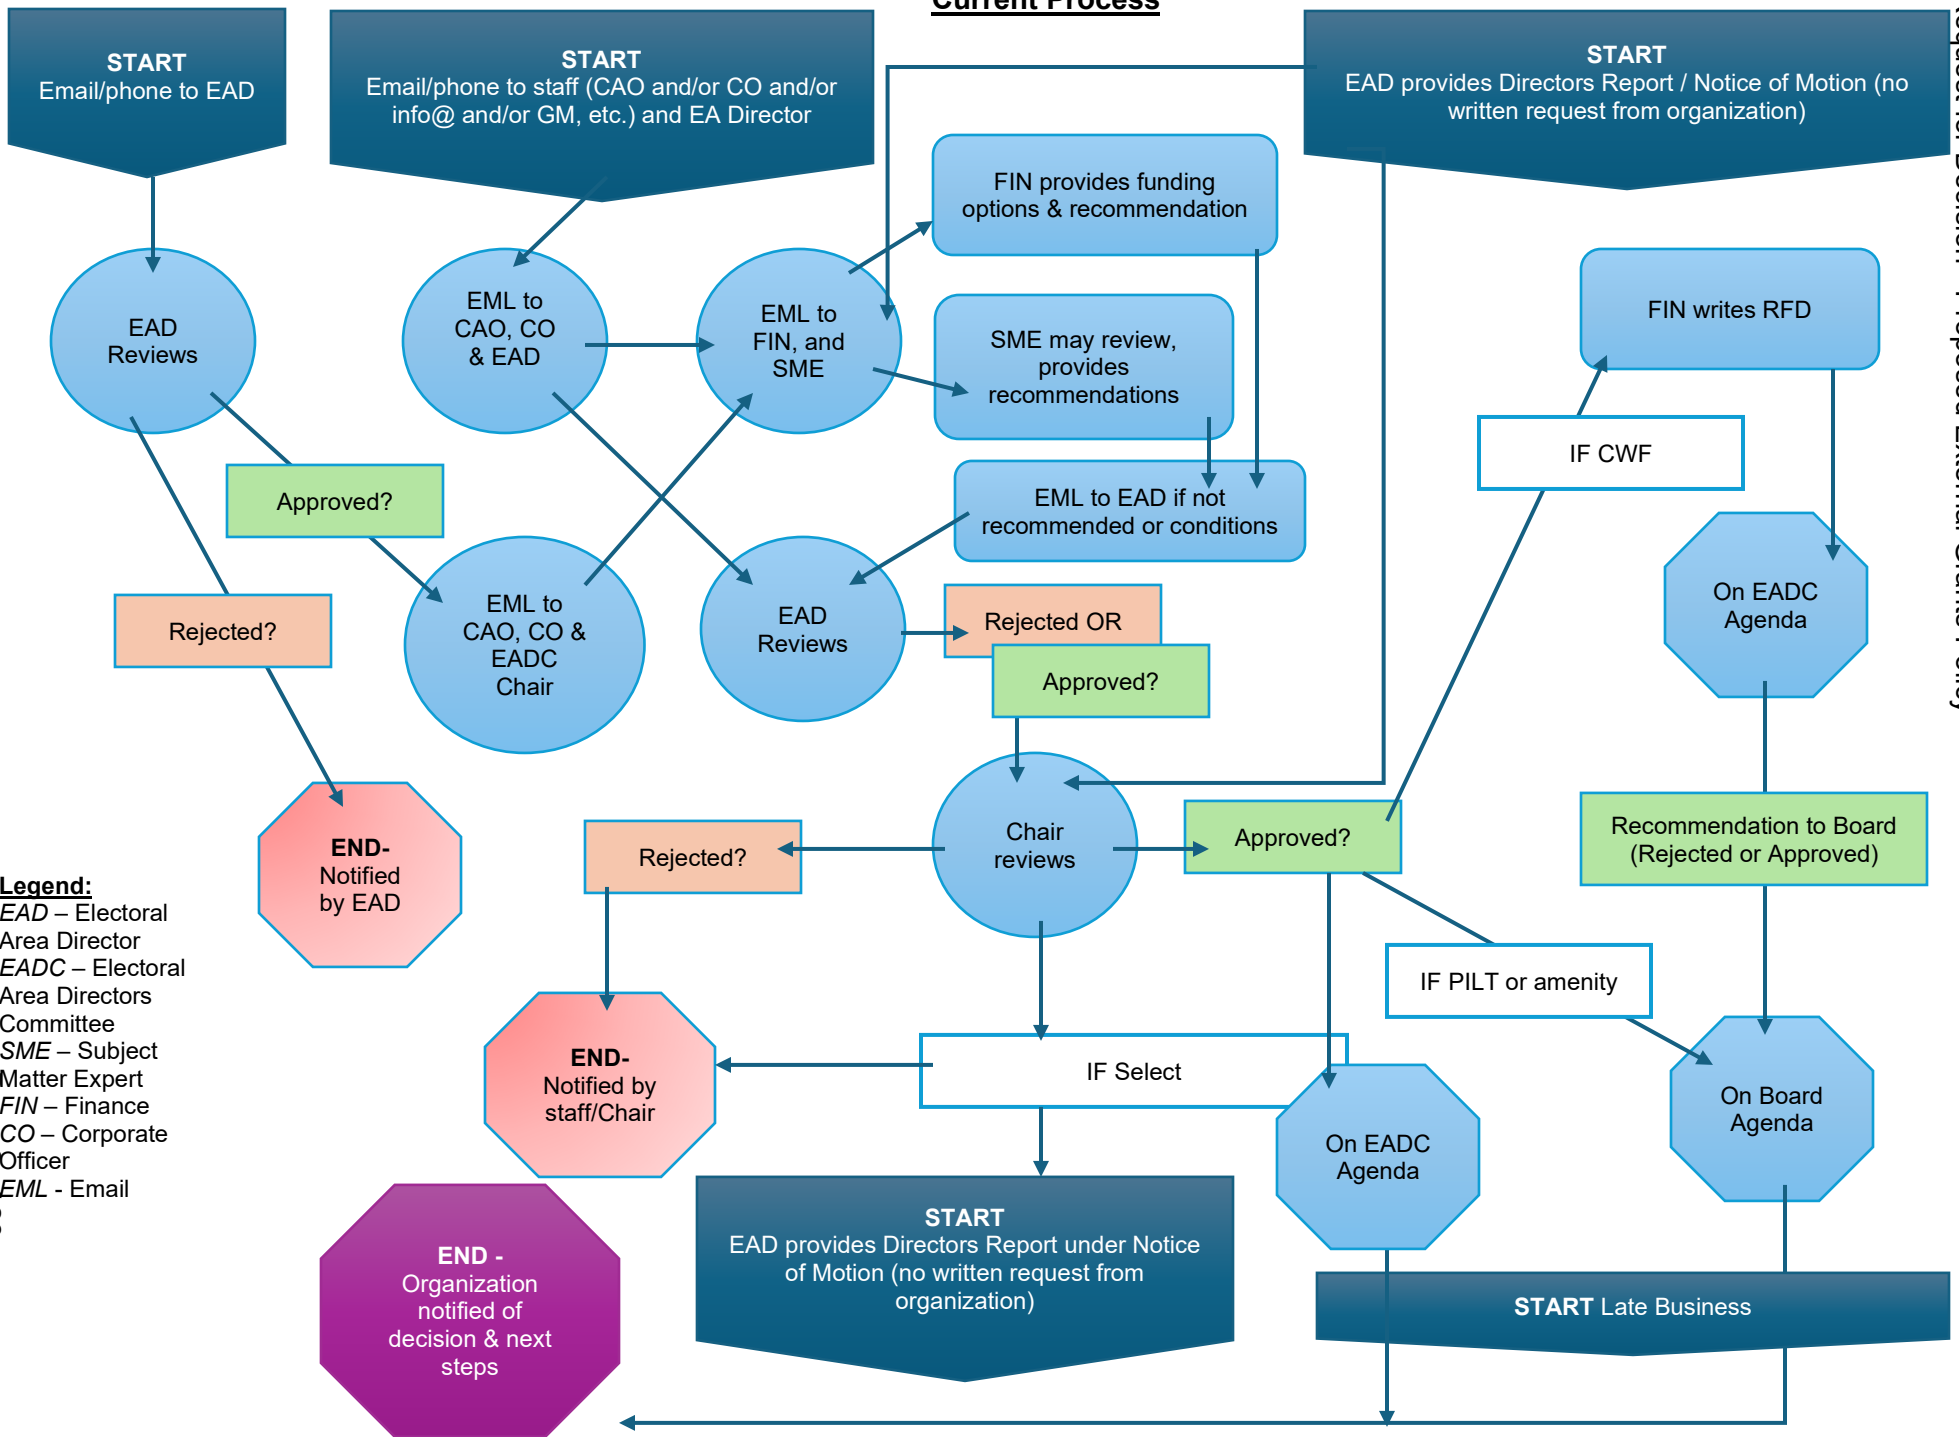 Current Process
START
Email/phone to EAD
START
Email/phone to staff (CAO and/or CO and/or
info@ and/or GM, etc.) and EA Director
START
EAD provides Directors Report / Notice of Motion (no
written request from organization)
FIN provides funding
options & recommendation
EAD
Reviews
EML to
CAO, CO
& EAD
EML to
FIN, and
SME
SME may review,
provides
recommendations
FIN writes RFD
IF CWF
Approved?
EML to EAD if not
recommended or conditions
Rejected?
EML to
CAO, CO &
EADC
Chair
EAD
Reviews
Rejected OR
Approved?
On EADC
Agenda
Chair
reviews
Rejected?
Approved?
Recommendation to Board
(Rejected or Approved)
END-
Notified
by EAD
IF PILT or amenity
Legend:
EAD – Electoral
Area Director
EADC – Electoral
Area Directors
Committee
SME – Subject
Matter Expert
FIN – Finance
CO – Corporate
Officer
EML - Email
END-
Notified by
staff/Chair
IF Select
On EADC
Agenda
On Board
Agenda
END -
Organization
notified of
decision & next
steps
START
EAD provides Directors Report under Notice
of Motion (no written request from
organization)
START Late Business